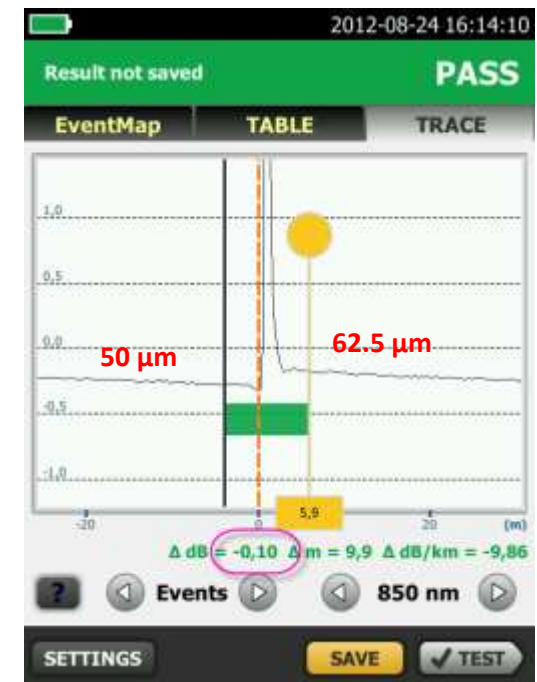 2012-08-24 16:14:10
Result not saved PASS
EventMap TABLE TRACE
1,0
0,5
0,0
50 µm 62.5 µm
-0,5
-1,0
5,9
-20 0 20 (m)
Δ dB = -0,10 Δ m = 9,9 Δ dB/km = -9,86
? Events 850 nm
SETTINGS SAVE TEST